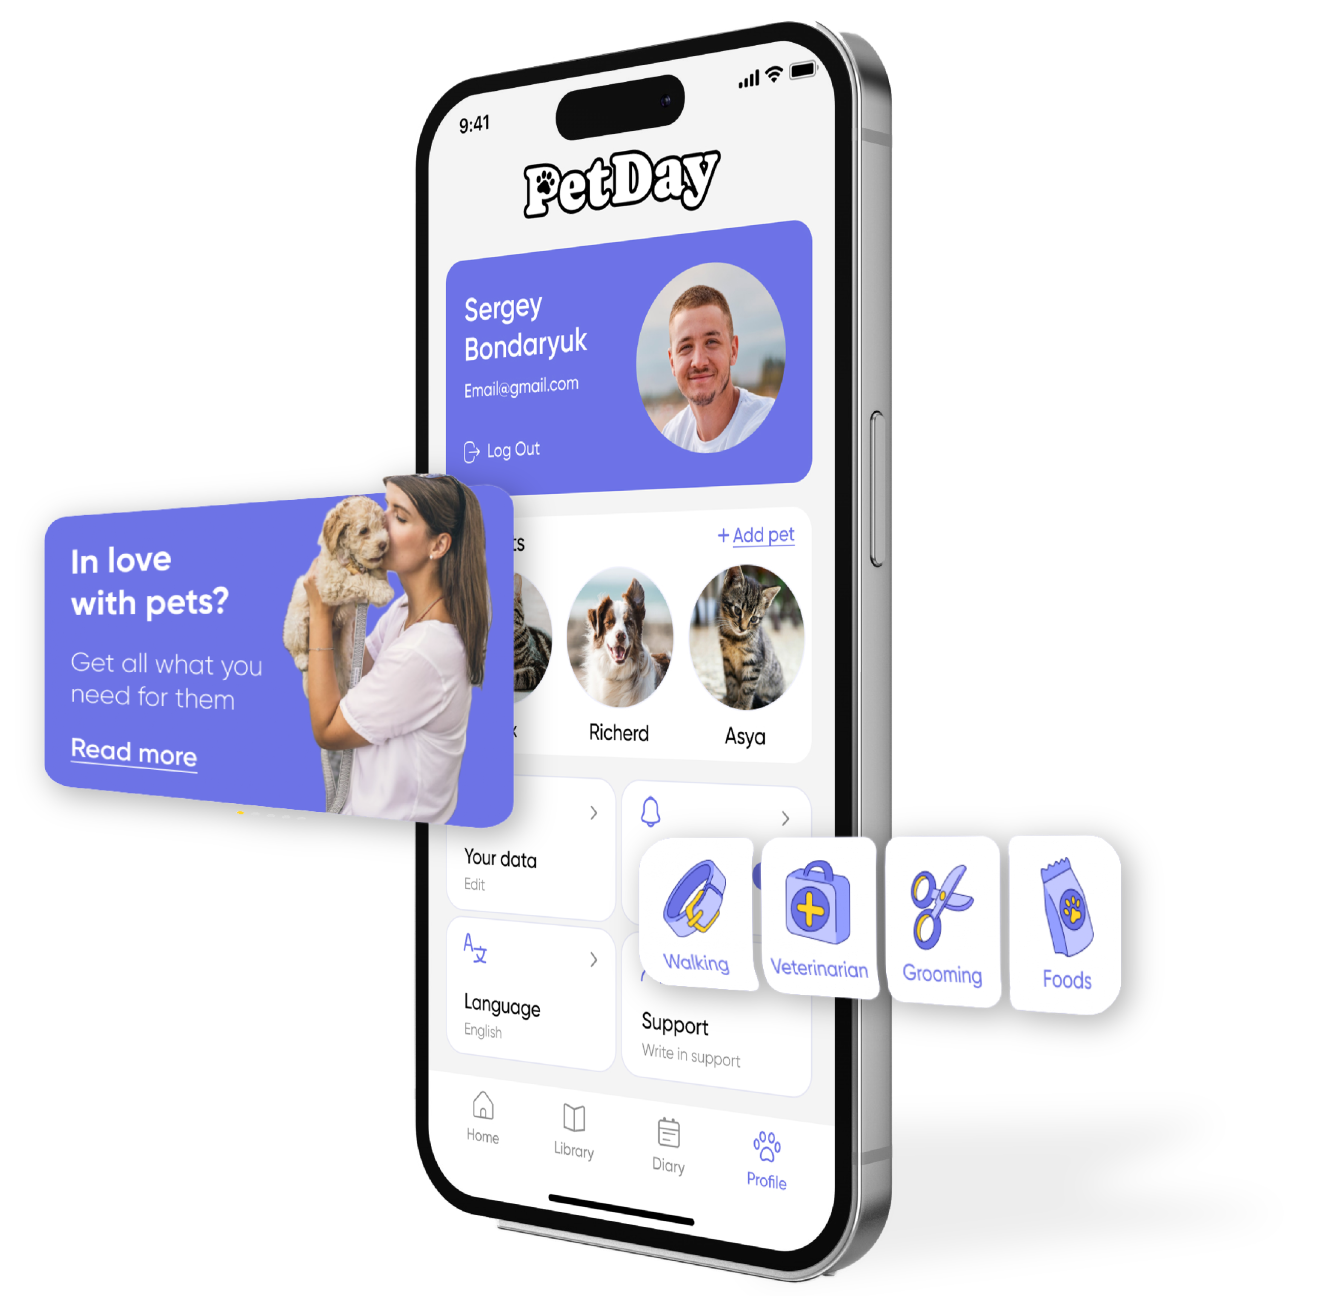 9:41
PetDay
Sergey
Bondaryuk
Email@gmail.com
Log Out
In love
with pets?
Get all what you
need for them
Read more
+ Add pet
Richerd
Asya
Your data
Edit
Walking
Veterinarian
Grooming
Foods
Language
English
Support
Write in support
Home
Library
Diary
Profile